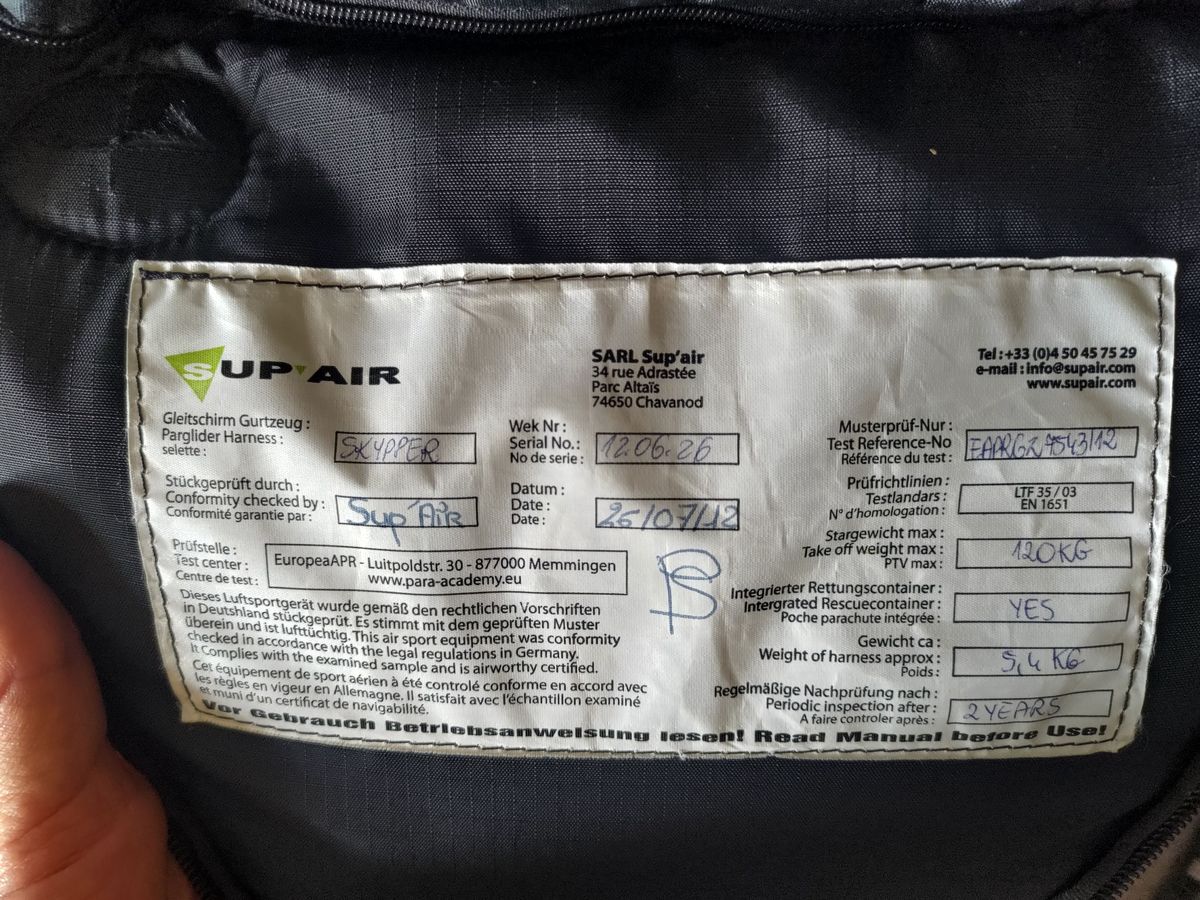 SUP'AIR
SARL Sup'air
34 rue Adrastée
Parc Altaïs
74650 Chavanod
Tel :+33 (0)4 50 45 75 29
e-mail : info@supair.com
www.supair.com
Gleitschirm Gurtzeug :
Parglider Harness : SKYPPER
selette :
Wek Nr :
Serial No.: 12.06.26
No de serie :
Musterprüf-Nur :
Test Reference-No EAPRGZ7543/12
Référence du test :
Stückgeprüft durch :
Conformity checked by : Sup'Air
Conformité garantie par :
Datum :
Date : 26/07/12
Date :
Prüfrichtlinien :
Testlandars : LTF 35 / 03
N° d'homologation : EN 1651
Stargewicht max :
Take off weight max : 120KG
PTV max :
Prüfstelle :
Test center : EuropeaAPR - Luitpoldstr. 30 - 877000 Memmingen
Centre de test : www.para-academy.eu
Integrierter Rettungscontainer :
Intergrated Rescuecontainer : YES
Poche parachute intégrée :
Dieses Luftsportgerät wurde gemäß den rechtlichen Vorschriften
in Deutshland stückgeprüft. Es stimmt mit dem geprüften Muster
überein und ist lufttüchtig. This air sport equipment was conformity
checked in accordance with the legal regulations in Germany.
It Complies with the examined sample and is airworthy certified.
Cet équipement de sport aérien à été controlé conforme en accord avec
les règles en vigeur en Allemagne. Il satisfait avec l'échantillon examiné
et muni d'un certificat de navigabilité.
Gewicht ca :
Weight of harness approx : 5,4 KG
Poids :
Regelmäßige Nachprüfung nach :
Periodic inspection after : 2 YEARS
A faire controler après :
Vor Gebrauch Betriebsanweisung lesen! Read Manual before Use!